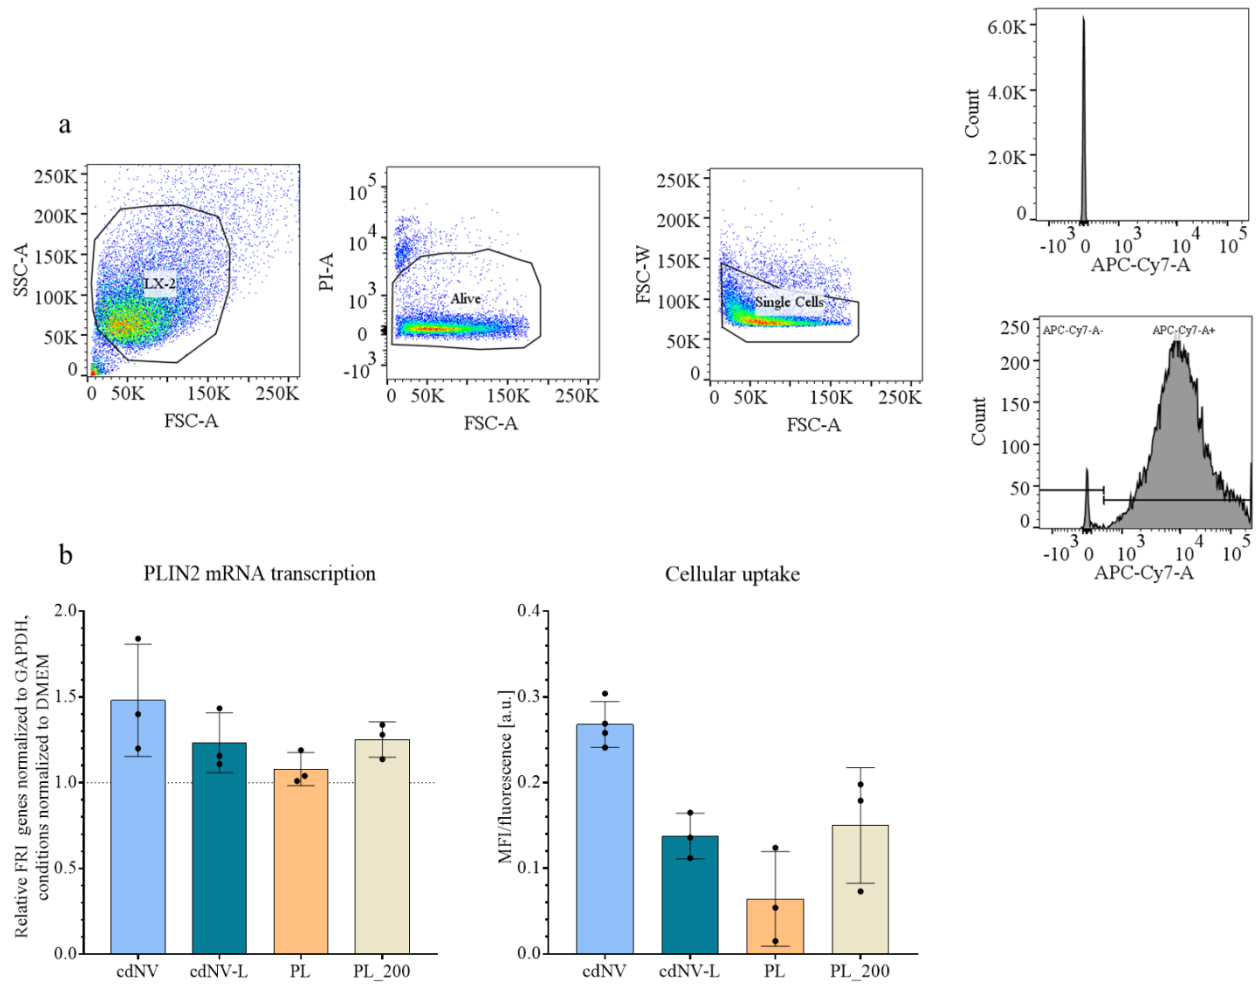 a
250K
200K
150K
100K
50K
0
SSC-A
LX-2
0 50K 150K 250K
FSC-A
10^5
10^4
10^3
0
-10^3
PI-A
Alive
0 50K 150K 250K
FSC-A
250K
200K
150K
100K
50K
0
FSC-W
Single Cells
0 50K 150K 250K
FSC-A
6.0K
4.0K
2.0K
0
Count
-10^3 0 10^3 10^4 10^5
APC-Cy7-A
250
200
150
100
50
0
Count
APC-Cy7-A- APC-Cy7-A+
-10^3 0 10^3 10^4 10^5
APC-Cy7-A
b
PLIN2 mRNA transcription
2.0
1.5
1.0
0.5
0.0
Relative FRI genes normalized to GAPDH,
conditions normalized to DMEM
cdNV cdNV-L PL PL_200
Cellular uptake
0.4
0.3
0.2
0.1
0.0
MFI/fluorescence [a.u.]
cdNV cdNV-L PL PL_200